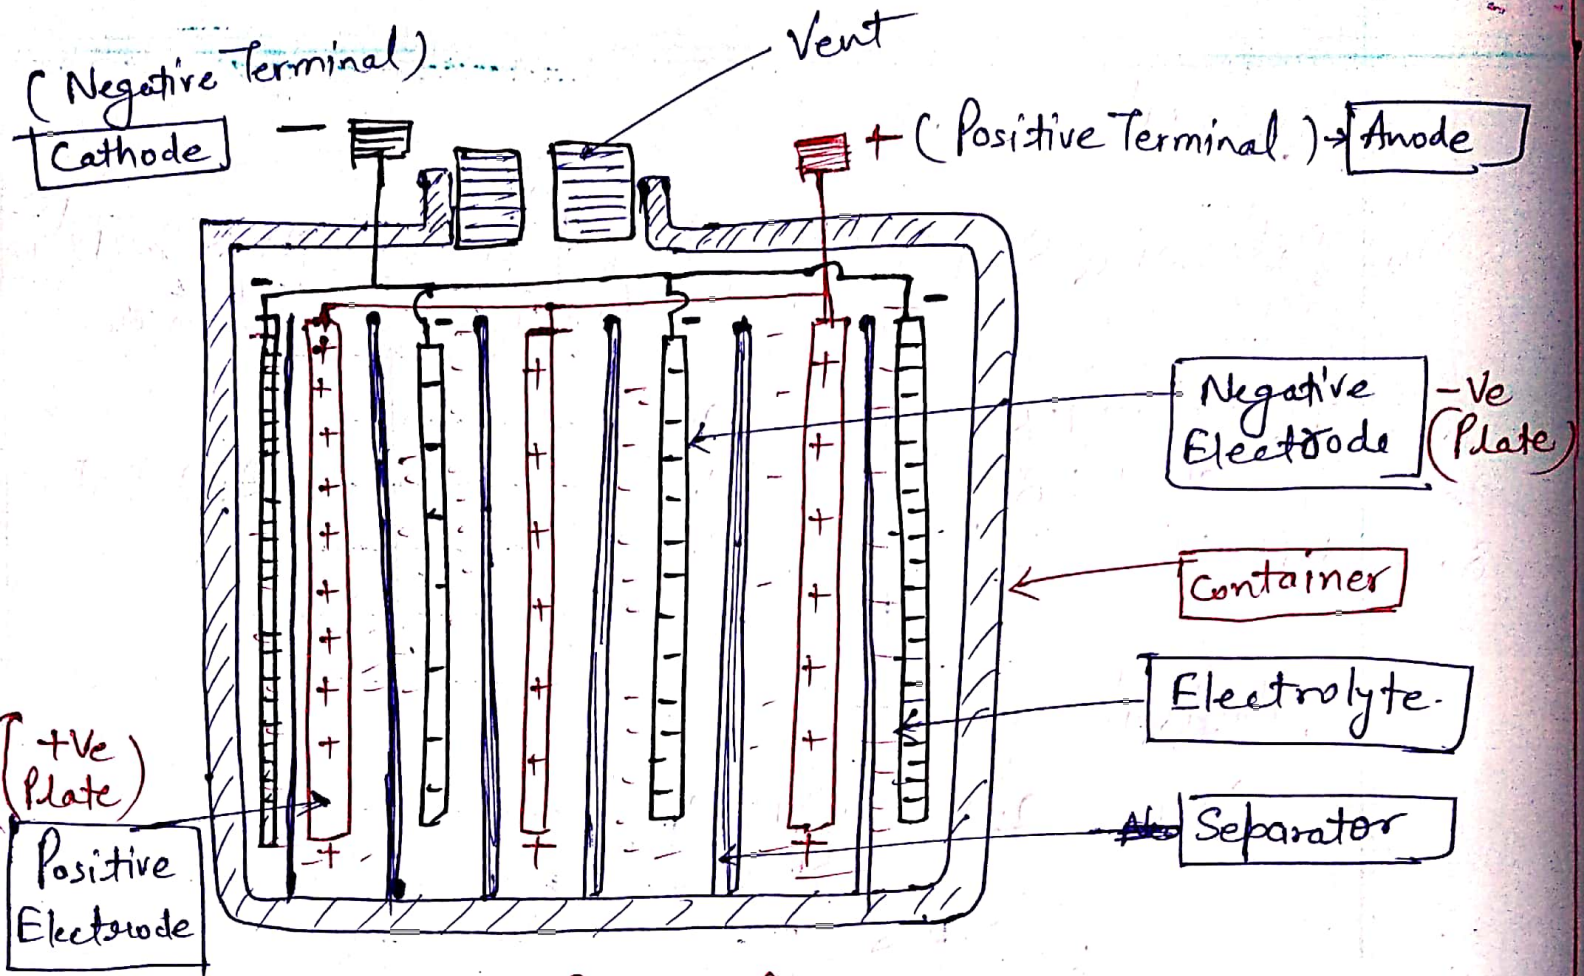 Vent
(Negative Terminal)
Cathode
−
+ (Positive Terminal.) → Anode
Negative
Electrode
−Ve
(Plate)
Container
Electrolyte.
Separator
+Ve
(Plate)
Positive
Electrode